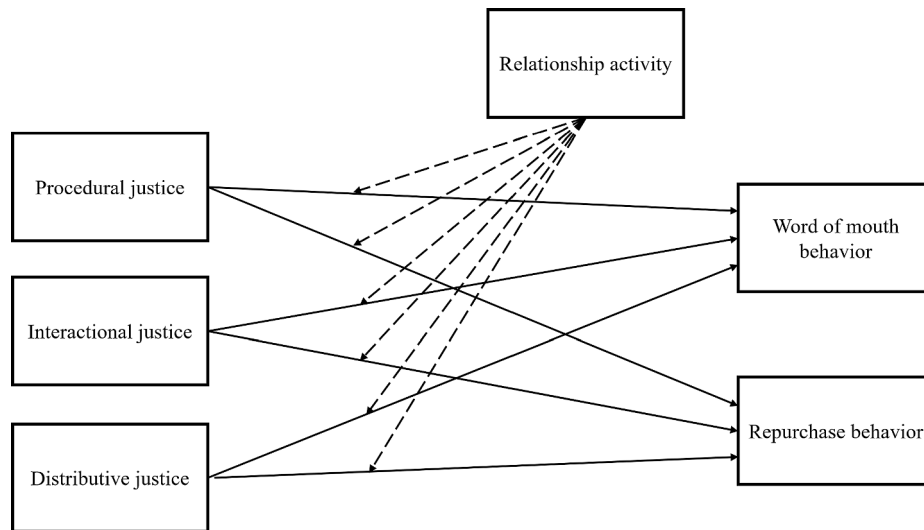 Relationship activity
Procedural justice
Word of mouth
behavior
Interactional justice
Repurchase behavior
Distributive justice